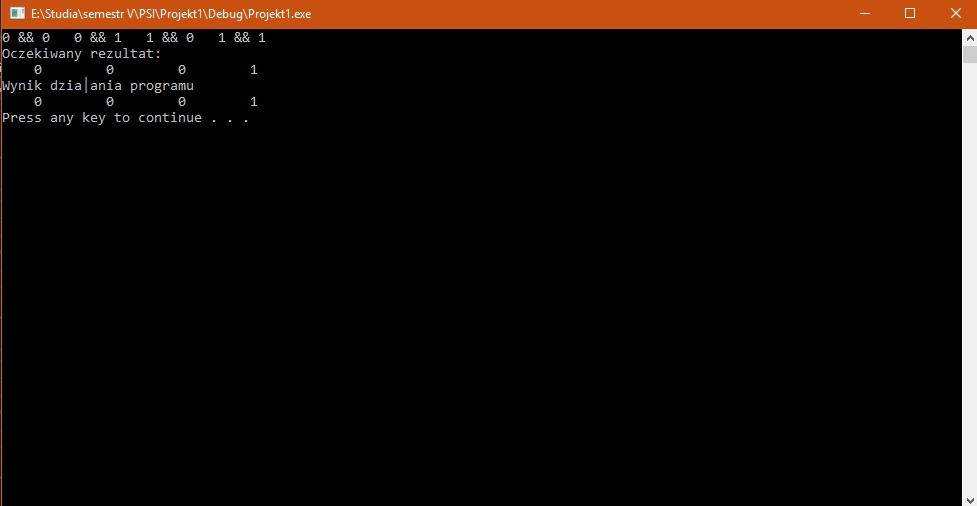 E:\Studia\semestr V\PSI\Projekt1\Debug\Projekt1.exe
0 && 0   0 && 1   1 && 0   1 && 1
Oczekiwany rezultat:
    0        0        0        1
Wynik dzia│ania programu
    0        0        0        1
Press any key to continue . . .